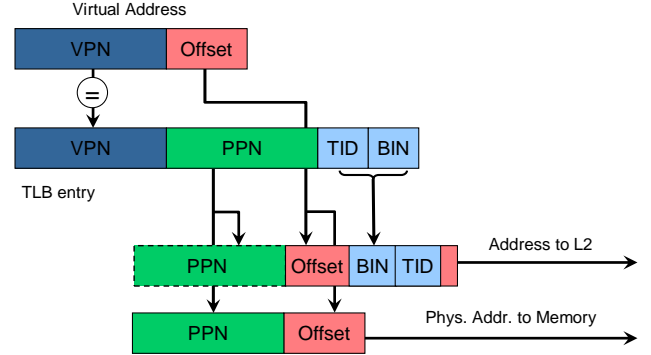 Virtual Address
VPN Offset
=
VPN PPN TID BIN
TLB entry
PPN Offset BIN TID
Address to L2
PPN Offset
Phys. Addr. to Memory